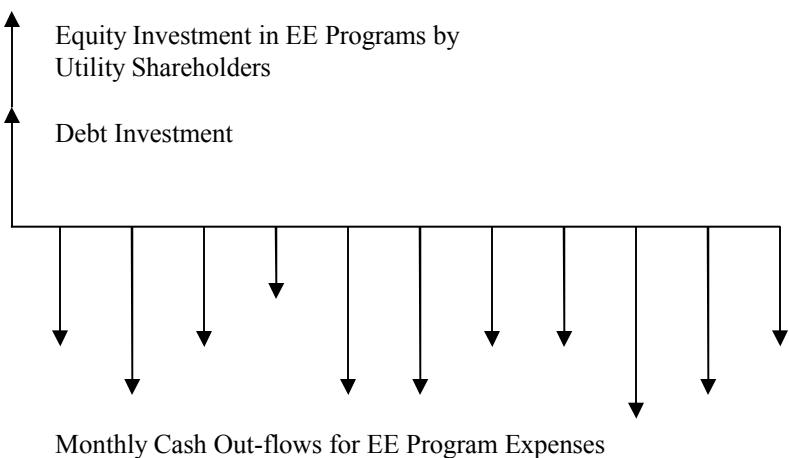 Equity Investment in EE Programs by
Utility Shareholders
Debt Investment
Monthly Cash Out-flows for EE Program Expenses